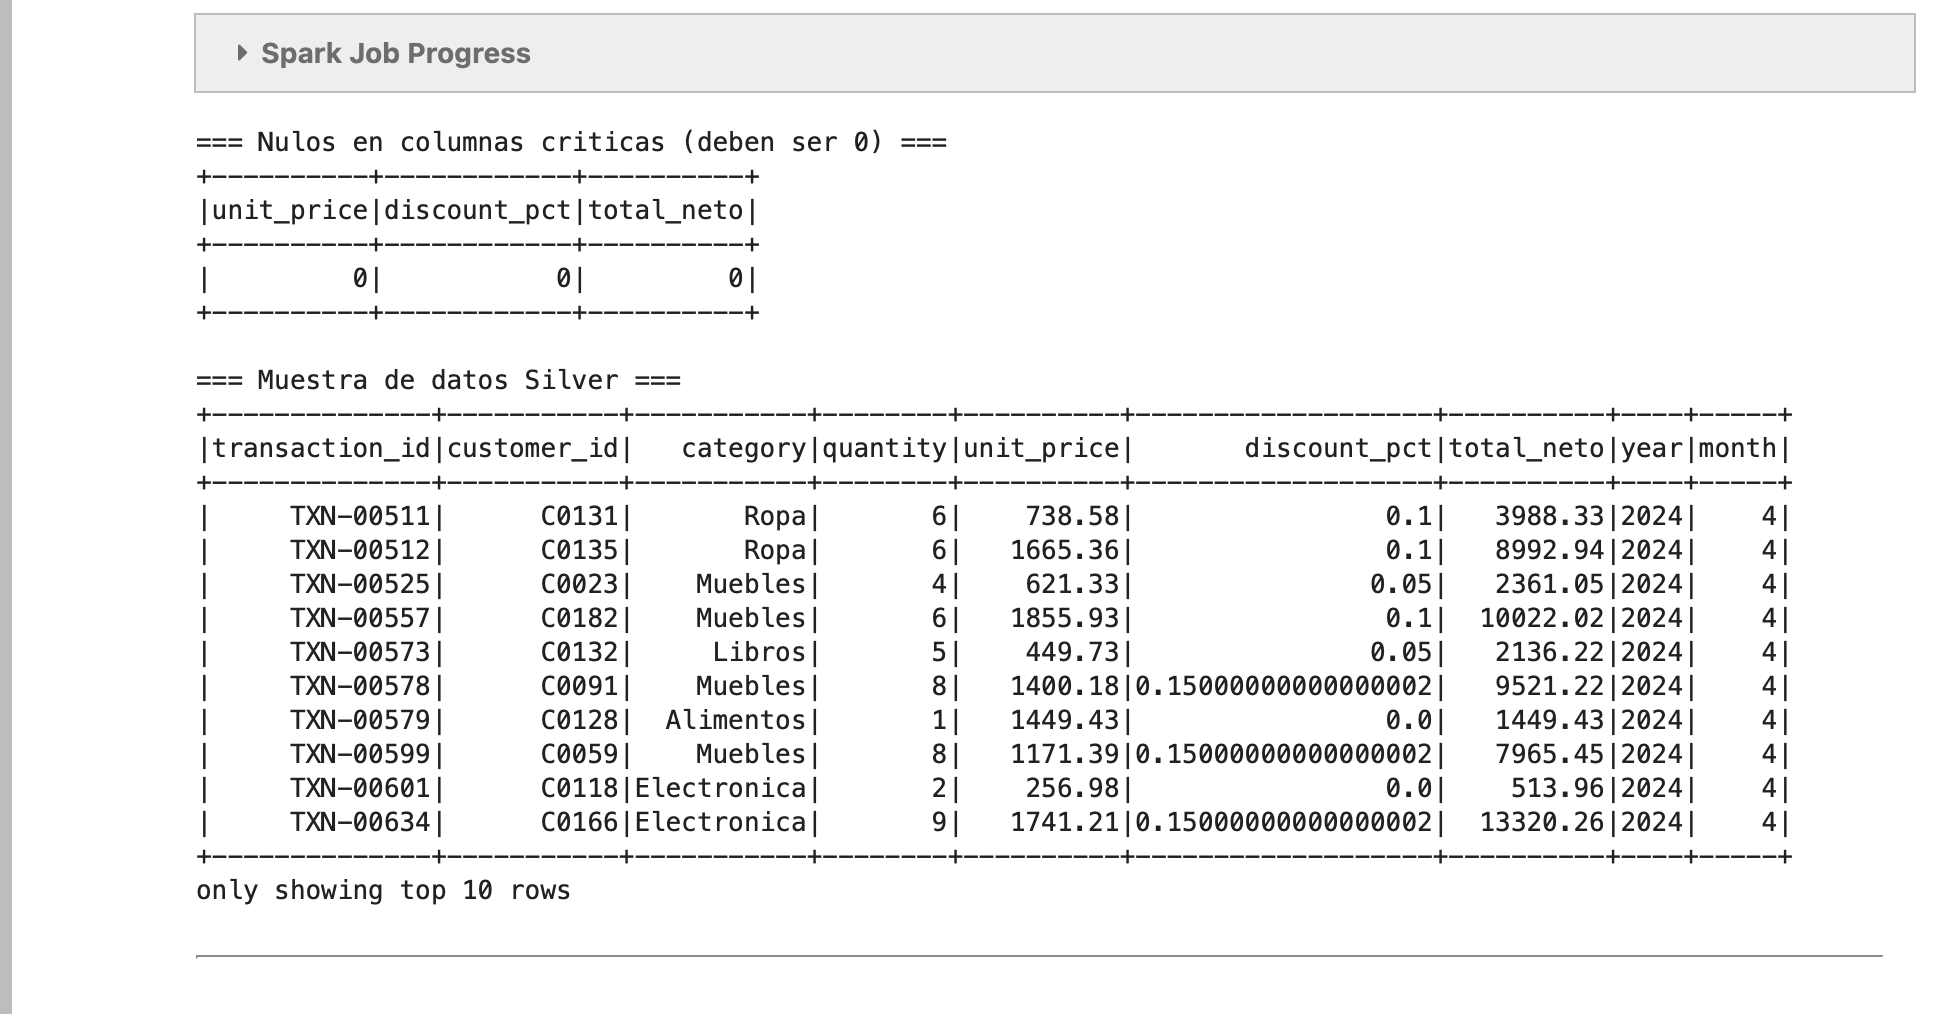 Spark Job Progress
=== Nulos en columnas criticas (deben ser 0) ===
+----------+------------+----------+
|unit_price|discount_pct|total_neto|
+----------+------------+----------+
|         0|           0|         0|
+----------+------------+----------+
=== Muestra de datos Silver ===
+--------------+-----------+-----------+--------+----------+-------------------+----------+----+-----+
|transaction_id|customer_id|   category|quantity|unit_price|       discount_pct|total_neto|year|month|
+--------------+-----------+-----------+--------+----------+-------------------+----------+----+-----+
|     TXN-00511|      C0131|       Ropa|       6|    738.58|                0.1|   3988.33|2024|    4|
|     TXN-00512|      C0135|       Ropa|       6|   1665.36|                0.1|   8992.94|2024|    4|
|     TXN-00525|      C0023|    Muebles|       4|    621.33|               0.05|   2361.05|2024|    4|
|     TXN-00557|      C0182|    Muebles|       6|   1855.93|                0.1|  10022.02|2024|    4|
|     TXN-00573|      C0132|     Libros|       5|    449.73|               0.05|   2136.22|2024|    4|
|     TXN-00578|      C0091|    Muebles|       8|   1400.18|0.15000000000000002|   9521.22|2024|    4|
|     TXN-00579|      C0128|  Alimentos|       1|   1449.43|                0.0|   1449.43|2024|    4|
|     TXN-00599|      C0059|    Muebles|       8|   1171.39|0.15000000000000002|   7965.45|2024|    4|
|     TXN-00601|      C0118|Electronica|       2|    256.98|                0.0|    513.96|2024|    4|
|     TXN-00634|      C0166|Electronica|       9|   1741.21|0.15000000000000002|  13320.26|2024|    4|
+--------------+-----------+-----------+--------+----------+-------------------+----------+----+-----+
only showing top 10 rows